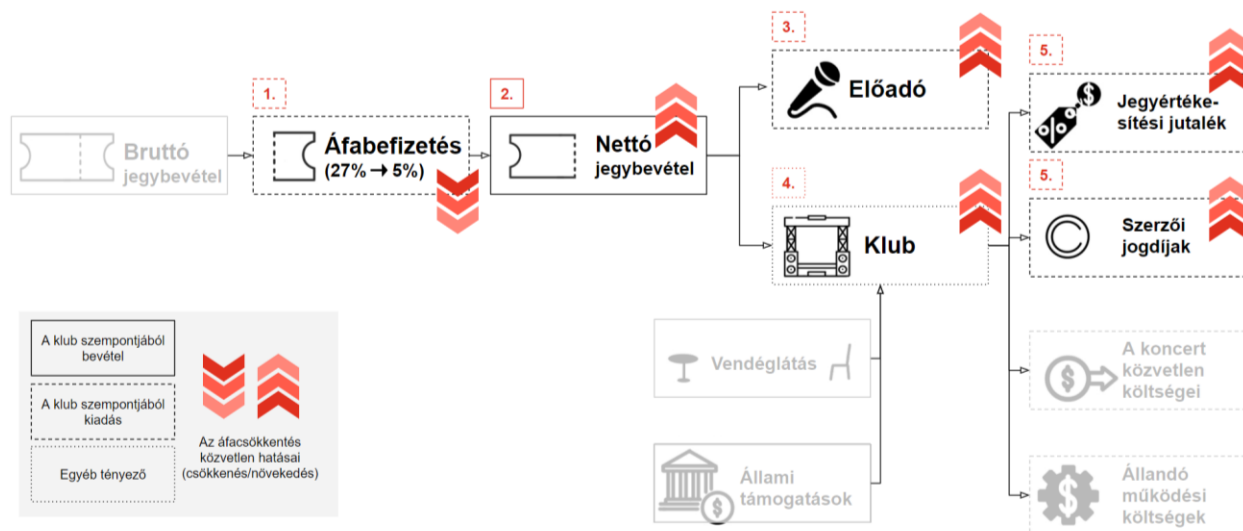 Bruttó
jegybevétel
1.
Áfabefizetés
(27% → 5%)
2.
Nettó
jegybevétel
3.
Előadó
4.
Klub
5.
Jegyértéke-
sítési jutalék
5.
Szerzői
jogdíjak
Vendéglátás
A koncert
közvetlen
költségei
Állami
támogatások
Állandó
működési
költségek
A klub szempontjából
bevétel
A klub szempontjából
kiadás
Egyéb tényező
Az áfacsökkentés
közvetlen hatásai
(csökkenés/növekedés)